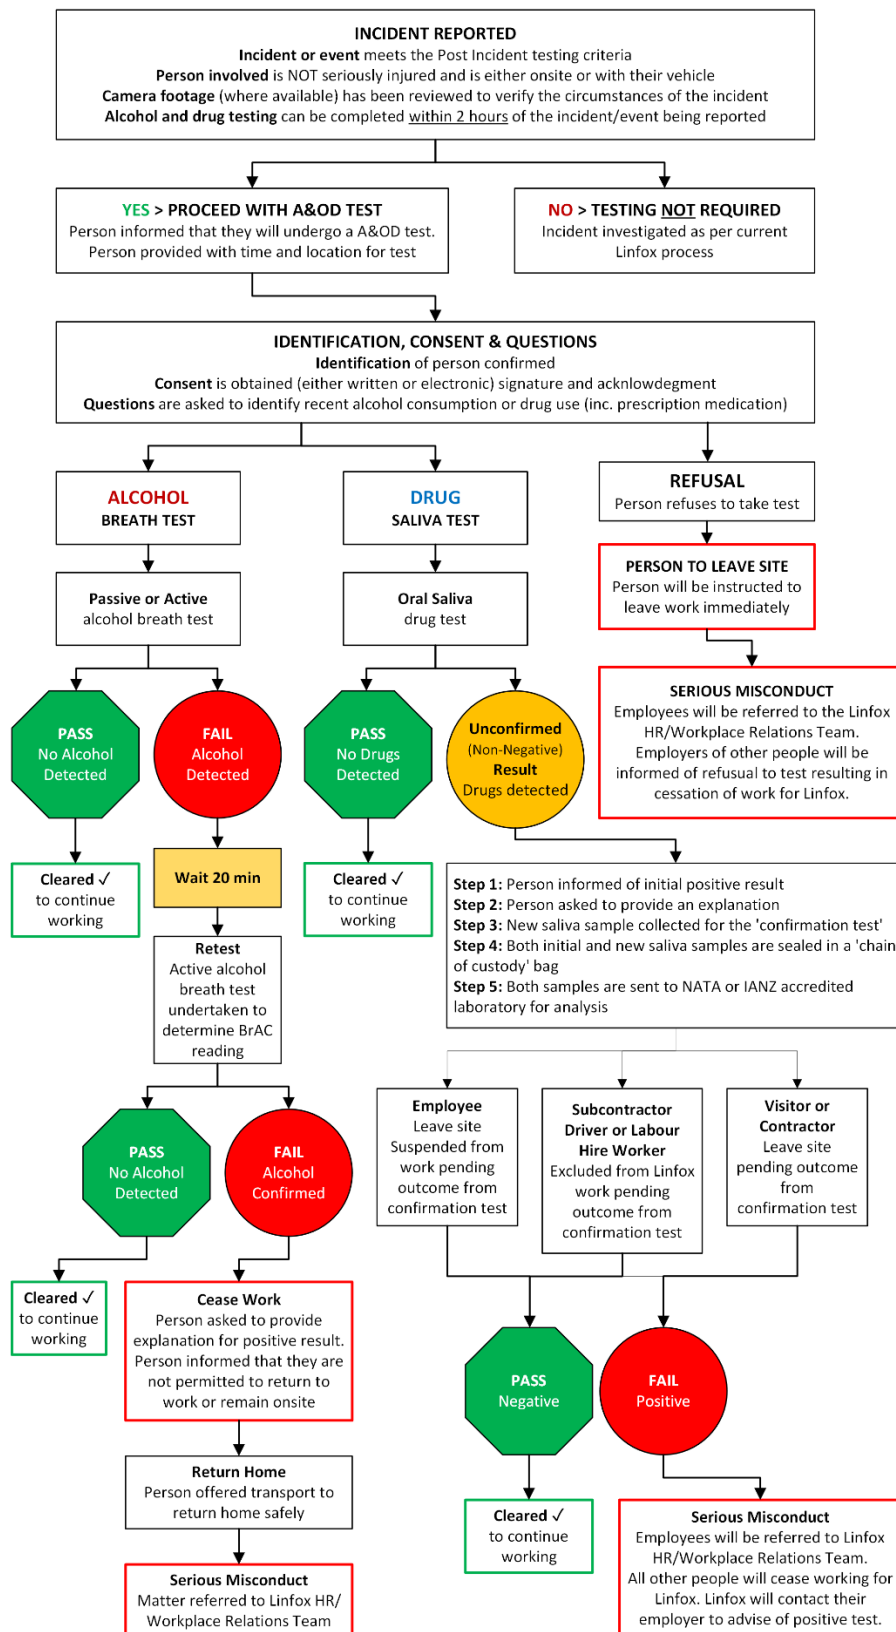 INCIDENT REPORTED
Incident or event meets the Post Incident testing criteria
Person involved is NOT seriously injured and is either onsite or with their vehicle
Camera footage (where available) has been reviewed to verify the circumstances of the incident
Alcohol and drug testing can be completed within 2 hours of the incident/event being reported
YES > PROCEED WITH A&OD TEST
Person informed that they will undergo a A&OD test.
Person provided with time and location for test
NO > TESTING NOT REQUIRED
Incident investigated as per current
Linfox process
IDENTIFICATION, CONSENT & QUESTIONS
Identification of person confirmed
Consent is obtained (either written or electronic) signature and acknlowdegment
Questions are asked to identify recent alcohol consumption or drug use (inc. prescription medication)
ALCOHOL
BREATH TEST
DRUG
SALIVA TEST
REFUSAL
Person refuses to take test
PERSON TO LEAVE SITE
Person will be instructed to
leave work immediately
Passive or Active
alcohol breath test
Oral Saliva
drug test
SERIOUS MISCONDUCT
Employees will be referred to the Linfox
HR/Workplace Relations Team.
Employers of other people will be
informed of refusual to test resulting in
cessation of work for Linfox.
PASS
No Alcohol
Detected
FAIL
Alcohol
Detected
PASS
No Drugs
Detected
Unconfirmed
(Non-Negative)
Result
Drugs detected
Cleared ✓
to continue
working
Wait 20 min
Cleared ✓
to continue
working
Step 1: Person informed of initial positive result
Step 2: Person asked to provide an explanation
Step 3: New saliva sample collected for the 'confirmation test'
Step 4: Both initial and new saliva samples are sealed in a 'chain
of custody' bag
Step 5: Both samples are sent to NATA or IANZ accredited
laboratory for analysis
Retest
Active alcohol
breath test
undertaken to
determine BrAC
reading
Employee
Leave site
Suspended from
work pending
outcome from
confirmation test
Subcontractor
Driver or Labour
Hire Worker
Excluded from Linfox
work pending
outcome from
confirmation test
Visitor or
Contractor
Leave site
pending outcome
from
confirmation test
PASS
No Alcohol
Detected
FAIL
Alcohol
Confirmed
Cleared ✓
to continue
working
Cease Work
Person asked to provide
explanation for positive result.
Person informed that they are
not permitted to return to
work or remain onsite
PASS
Negative
FAIL
Positive
Return Home
Person offered transport to
return home safely
Cleared ✓
to continue
working
Serious Misconduct
Employees will be referred to Linfox
HR/Workplace Relations Team.
All other people will cease working for
Linfox. Linfox will contact their
employer to advise of positive test.
Serious Misconduct
Matter referred to Linfox HR/
Workplace Relations Team